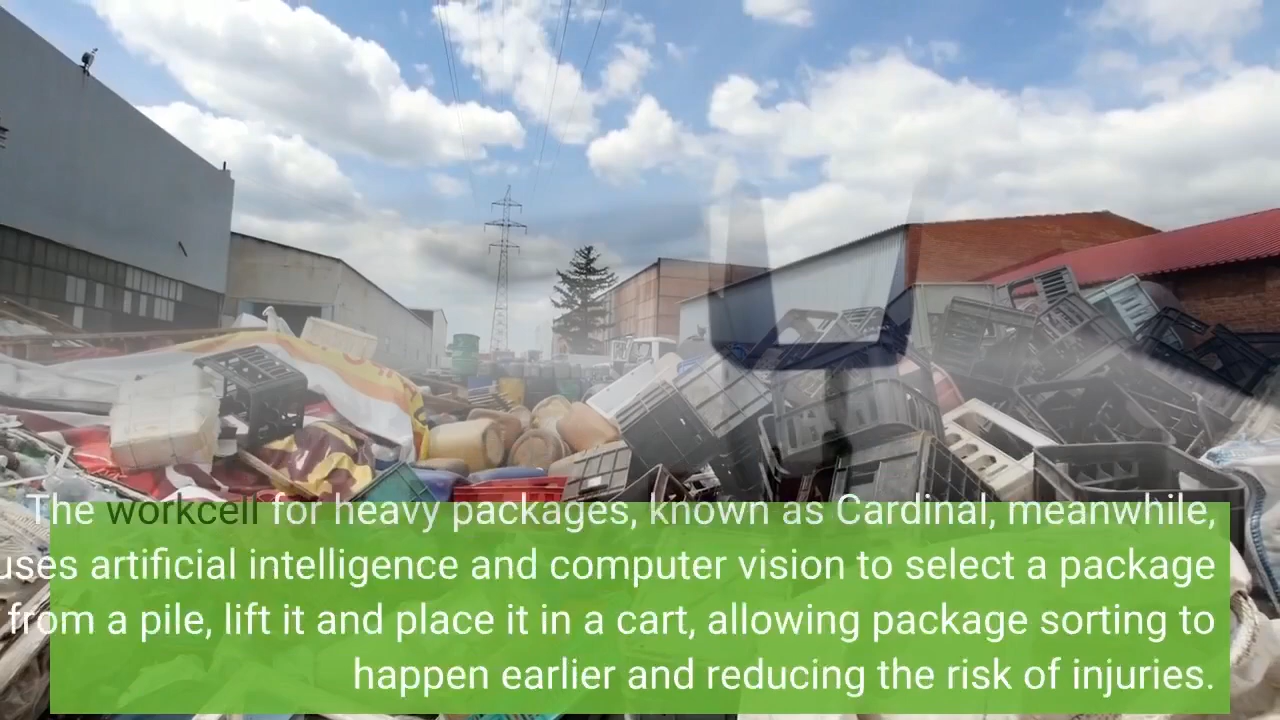 The workcell for heavy packages, known as Cardinal, meanwhile,
uses artificial intelligence and computer vision to select a package
from a pile, lift it and place it in a cart, allowing package sorting to
happen earlier and reducing the risk of injuries.